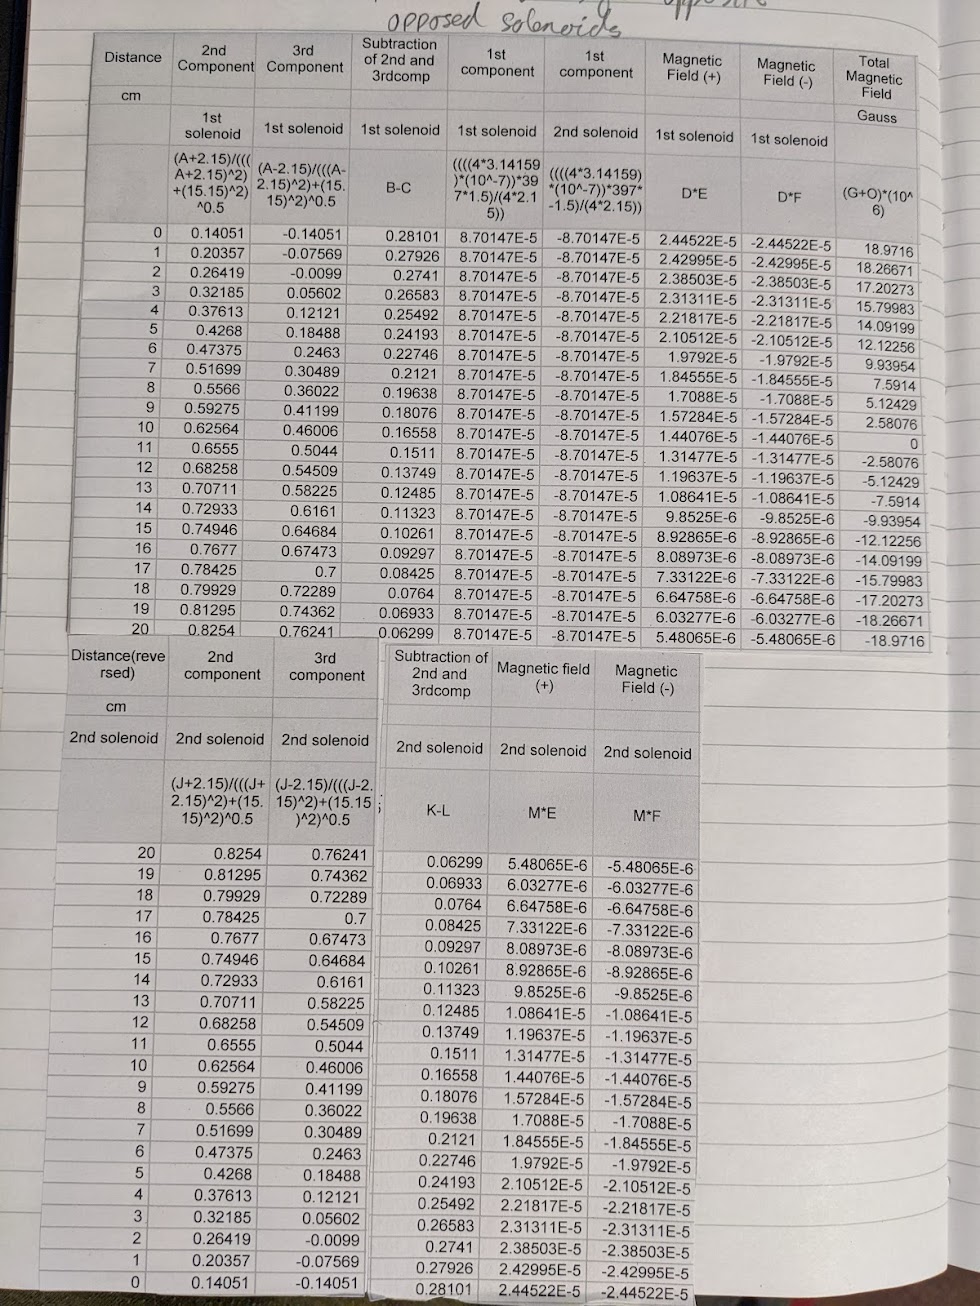 opposed solenoids
Distance 2nd Component 3rd Component Subtraction of 2nd and 3rdcomp 1st component 1st component Magnetic Field (+) Magnetic Field (-) Total Magnetic Field
cm Gauss
1st solenoid 1st solenoid 1st solenoid 1st solenoid 2nd solenoid 1st solenoid 1st solenoid
(A+2.15)/(((A+2.15)^2)+(15.15)^2)^0.5 (A-2.15)/(((A-2.15)^2)+(15.15)^2)^0.5 B-C ((((4*3.14159)*(10^-7))*397*1.5)/(4*2.15)) ((((4*3.14159)*(10^-7))*397*-1.5)/(4*2.15)) D*E D*F (G+O)*(10^6)
0 0.14051 -0.14051 0.28101 8.70147E-5 -8.70147E-5 2.44522E-5 -2.44522E-5 18.9716
1 0.20357 -0.07569 0.27926 8.70147E-5 -8.70147E-5 2.42995E-5 -2.42995E-5 18.26671
2 0.26419 -0.0099 0.2741 8.70147E-5 -8.70147E-5 2.38503E-5 -2.38503E-5 17.20273
3 0.32185 0.05602 0.26583 8.70147E-5 -8.70147E-5 2.31311E-5 -2.31311E-5 15.79983
4 0.37613 0.12121 0.25492 8.70147E-5 -8.70147E-5 2.21817E-5 -2.21817E-5 14.09199
5 0.4268 0.18488 0.24193 8.70147E-5 -8.70147E-5 2.10512E-5 -2.10512E-5 12.12256
6 0.47375 0.2463 0.22746 8.70147E-5 -8.70147E-5 1.9792E-5 -1.9792E-5 9.93954
7 0.51699 0.30489 0.2121 8.70147E-5 -8.70147E-5 1.84555E-5 -1.84555E-5 7.5914
8 0.5566 0.36022 0.19638 8.70147E-5 -8.70147E-5 1.7088E-5 -1.7088E-5 5.12429
9 0.59275 0.41199 0.18076 8.70147E-5 -8.70147E-5 1.57284E-5 -1.57284E-5 2.58076
10 0.62564 0.46006 0.16558 8.70147E-5 -8.70147E-5 1.44076E-5 -1.44076E-5 0
11 0.6555 0.5044 0.1511 8.70147E-5 -8.70147E-5 1.31477E-5 -1.31477E-5 -2.58076
12 0.68258 0.54509 0.13749 8.70147E-5 -8.70147E-5 1.19637E-5 -1.19637E-5 -5.12429
13 0.70711 0.58225 0.12485 8.70147E-5 -8.70147E-5 1.08641E-5 -1.08641E-5 -7.5914
14 0.72933 0.6161 0.11323 8.70147E-5 -8.70147E-5 9.8525E-6 -9.8525E-6 -9.93954
15 0.74946 0.64684 0.10261 8.70147E-5 -8.70147E-5 8.92865E-6 -8.92865E-6 -12.12256
16 0.7677 0.67473 0.09297 8.70147E-5 -8.70147E-5 8.08973E-6 -8.08973E-6 -14.09199
17 0.78425 0.7 0.08425 8.70147E-5 -8.70147E-5 7.33122E-6 -7.33122E-6 -15.79983
18 0.79929 0.72289 0.0764 8.70147E-5 -8.70147E-5 6.64758E-6 -6.64758E-6 -17.20273
19 0.81295 0.74362 0.06933 8.70147E-5 -8.70147E-5 6.03277E-6 -6.03277E-6 -18.26671
20 0.8254 0.76241 0.06299 8.70147E-5 -8.70147E-5 5.48065E-6 -5.48065E-6 -18.9716
Distance(reversed) 2nd component 3rd component Subtraction of 2nd and 3rdcomp Magnetic field (+) Magnetic Field (-)
cm
2nd solenoid 2nd solenoid 2nd solenoid 2nd solenoid 2nd solenoid 2nd solenoid
(J+2.15)/(((J+2.15)^2)+(15.15)^2)^0.5 (J-2.15)/(((J-2.15)^2)+(15.15)^2)^0.5 K-L M*E M*F
20 0.8254 0.76241 0.06299 5.48065E-6 -5.48065E-6
19 0.81295 0.74362 0.06933 6.03277E-6 -6.03277E-6
18 0.79929 0.72289 0.0764 6.64758E-6 -6.64758E-6
17 0.78425 0.7 0.08425 7.33122E-6 -7.33122E-6
16 0.7677 0.67473 0.09297 8.08973E-6 -8.08973E-6
15 0.74946 0.64684 0.10261 8.92865E-6 -8.92865E-6
14 0.72933 0.6161 0.11323 9.8525E-6 -9.8525E-6
13 0.70711 0.58225 0.12485 1.08641E-5 -1.08641E-5
12 0.68258 0.54509 0.13749 1.19637E-5 -1.19637E-5
11 0.6555 0.5044 0.1511 1.31477E-5 -1.31477E-5
10 0.62564 0.46006 0.16558 1.44076E-5 -1.44076E-5
9 0.59275 0.41199 0.18076 1.57284E-5 -1.57284E-5
8 0.5566 0.36022 0.19638 1.7088E-5 -1.7088E-5
7 0.51699 0.30489 0.2121 1.84555E-5 -1.84555E-5
6 0.47375 0.2463 0.22746 1.9792E-5 -1.9792E-5
5 0.4268 0.18488 0.24193 2.10512E-5 -2.10512E-5
4 0.37613 0.12121 0.25492 2.21817E-5 -2.21817E-5
3 0.32185 0.05602 0.26583 2.31311E-5 -2.31311E-5
2 0.26419 -0.0099 0.2741 2.38503E-5 -2.38503E-5
1 0.20357 -0.07569 0.27926 2.42995E-5 -2.42995E-5
0 0.14051 -0.14051 0.28101 2.44522E-5 -2.44522E-5